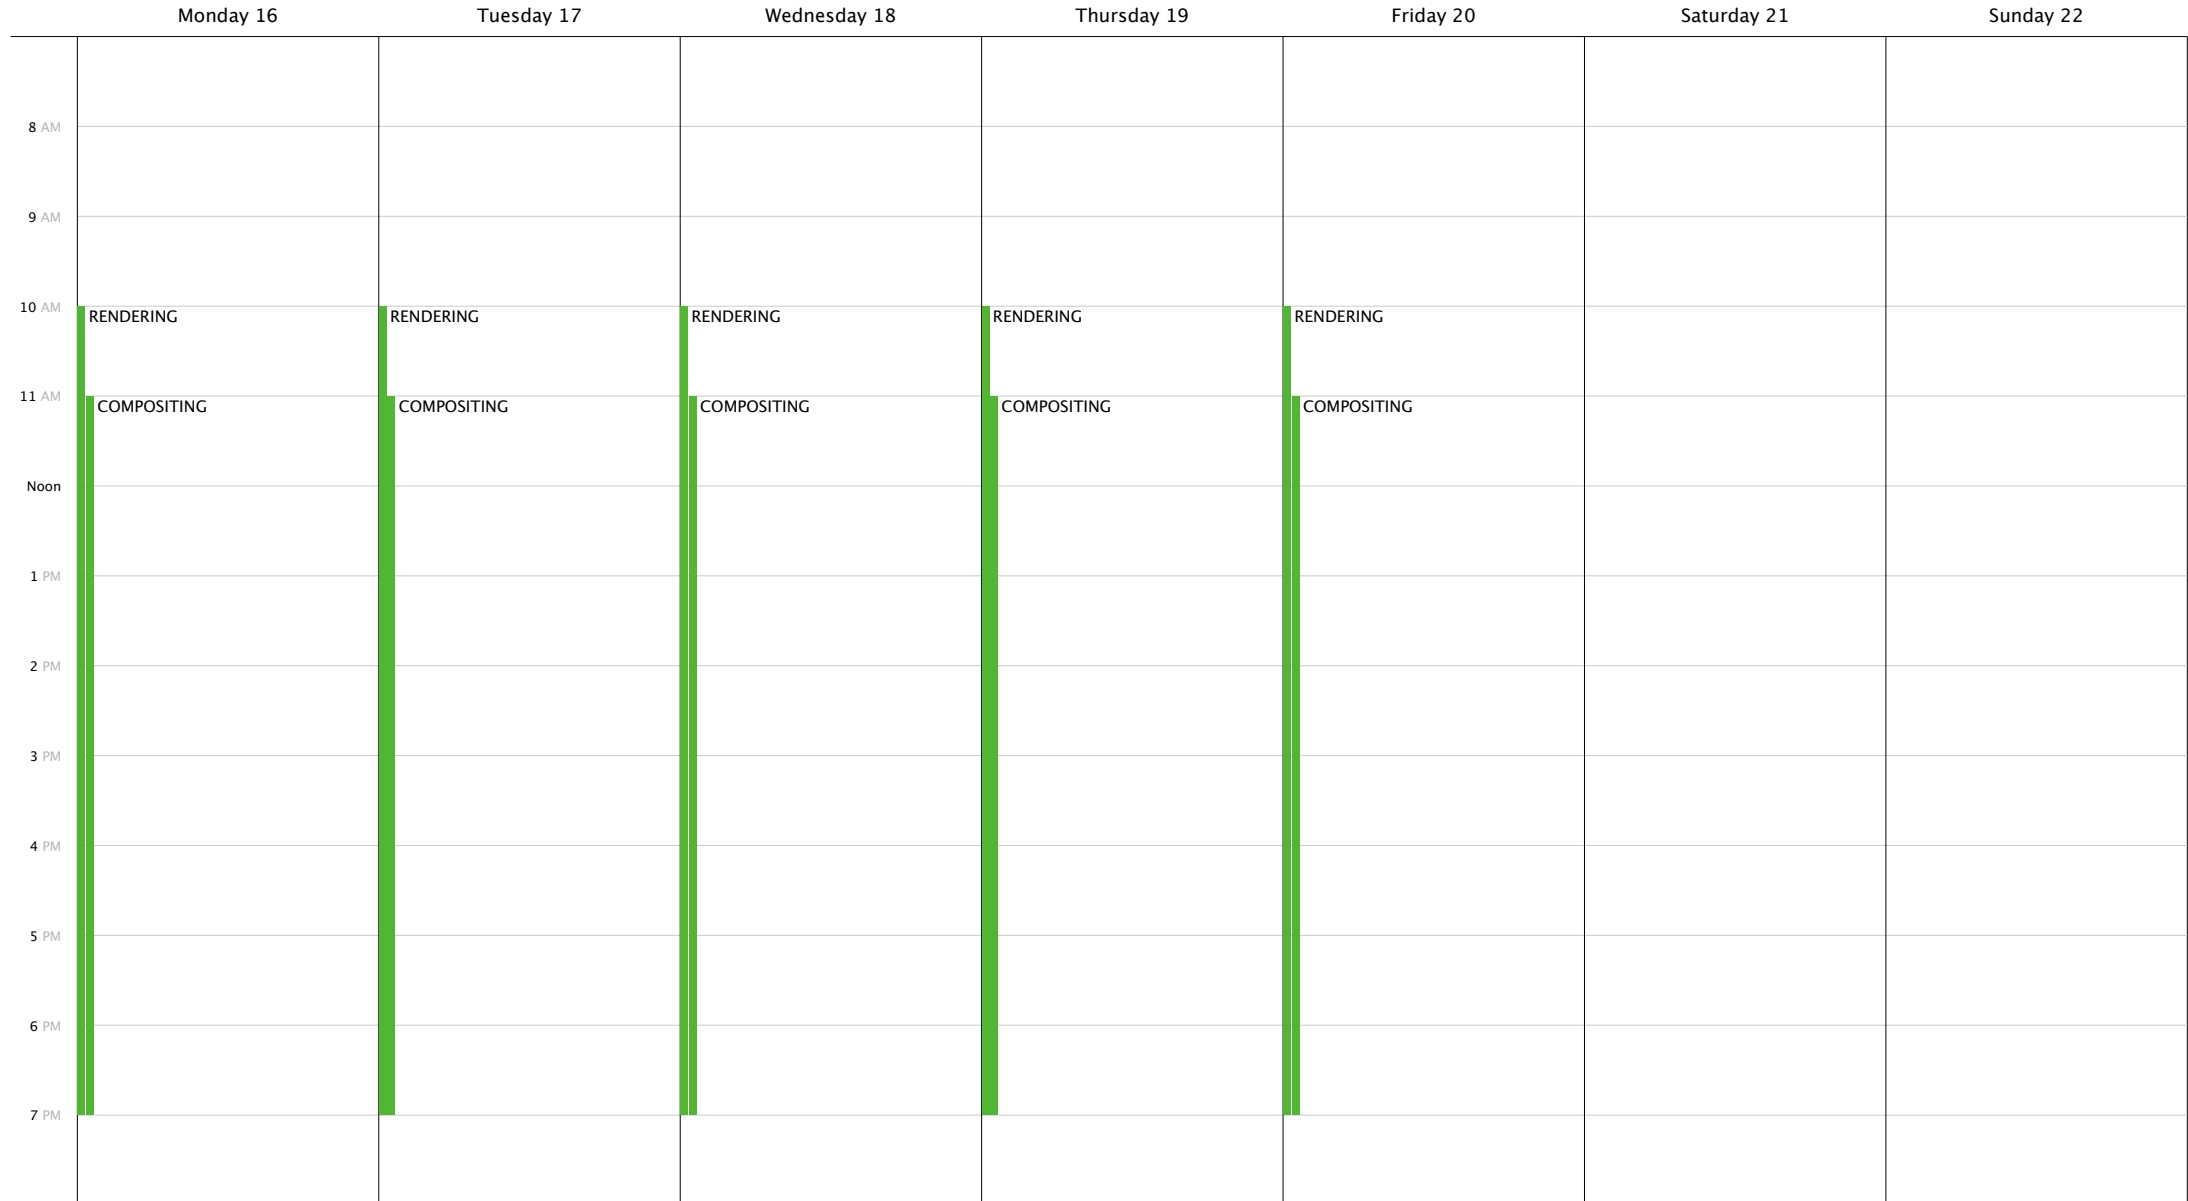 Monday 16 Tuesday 17 Wednesday 18 Thursday 19 Friday 20 Saturday 21 Sunday 22
8 AM
9 AM
10 AM
RENDERING RENDERING RENDERING RENDERING RENDERING
11 AM
COMPOSITING COMPOSITING COMPOSITING COMPOSITING COMPOSITING
Noon
1 PM
2 PM
3 PM
4 PM
5 PM
6 PM
7 PM